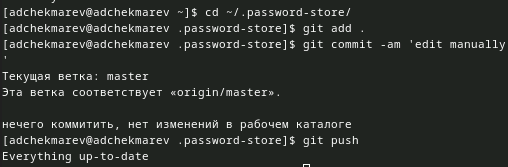 [adchekmarev@adchekmarev ~]$ cd ~/.password-store/
[adchekmarev@adchekmarev .password-store]$ git add .
[adchekmarev@adchekmarev .password-store]$ git commit -am 'edit manually
'
Текущая ветка: master
Эта ветка соответствует «origin/master».

нечего коммитить, нет изменений в рабочем каталоге
[adchekmarev@adchekmarev .password-store]$ git push
Everything up-to-date